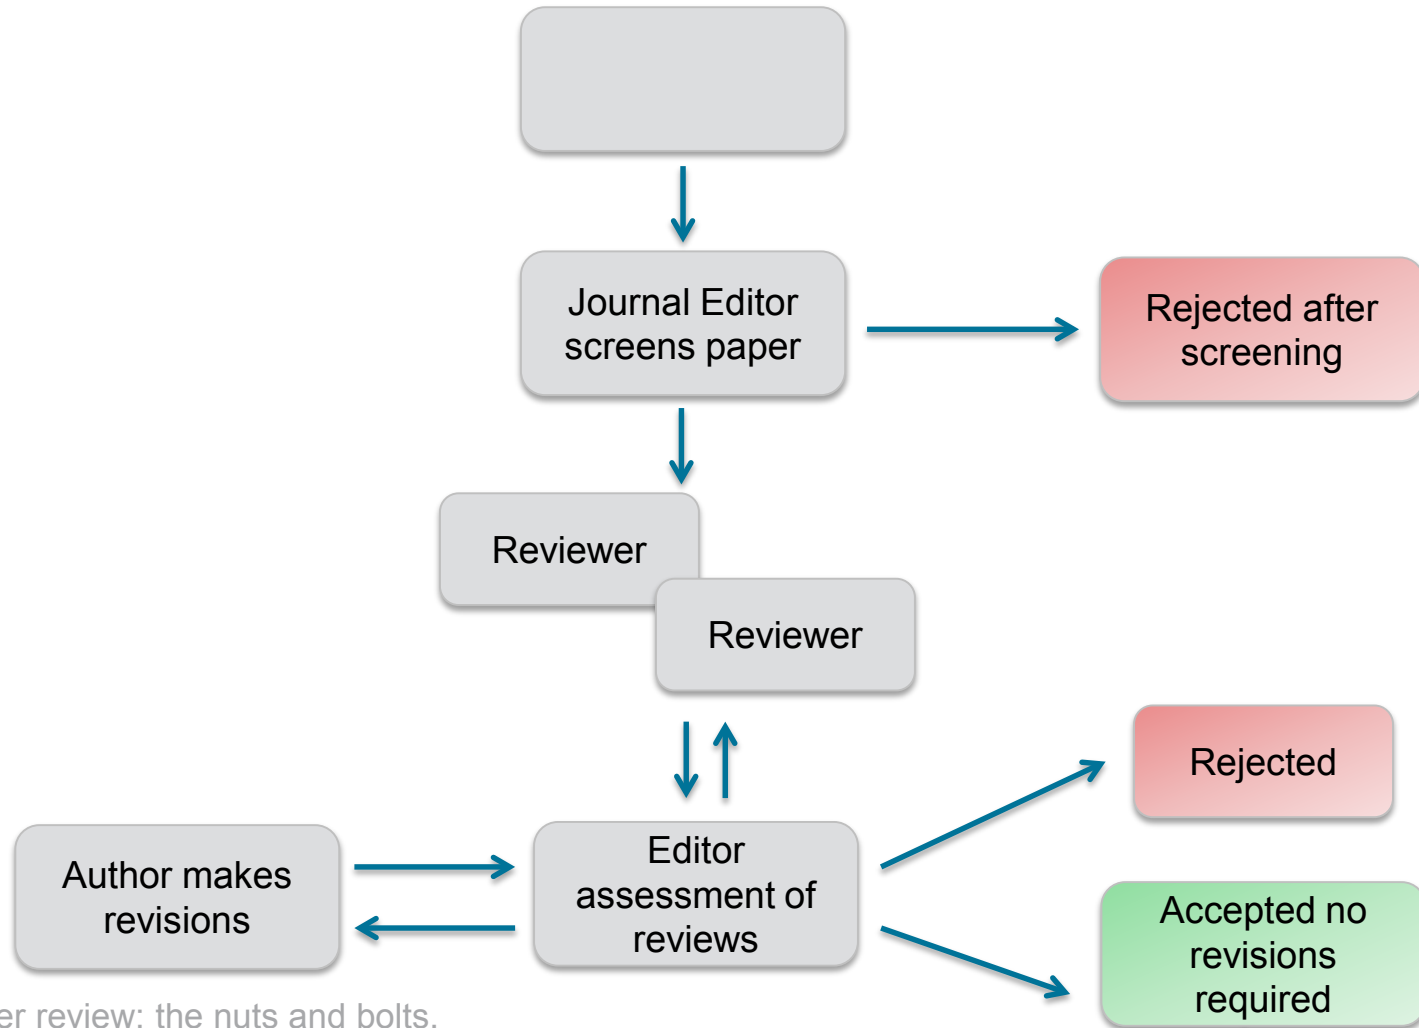 Journal Editor
screens paper
Rejected after
screening
Reviewer
Reviewer
Rejected
Author makes
revisions
Editor
assessment of
reviews
Accepted no
revisions
required
review: the nuts and bolts.